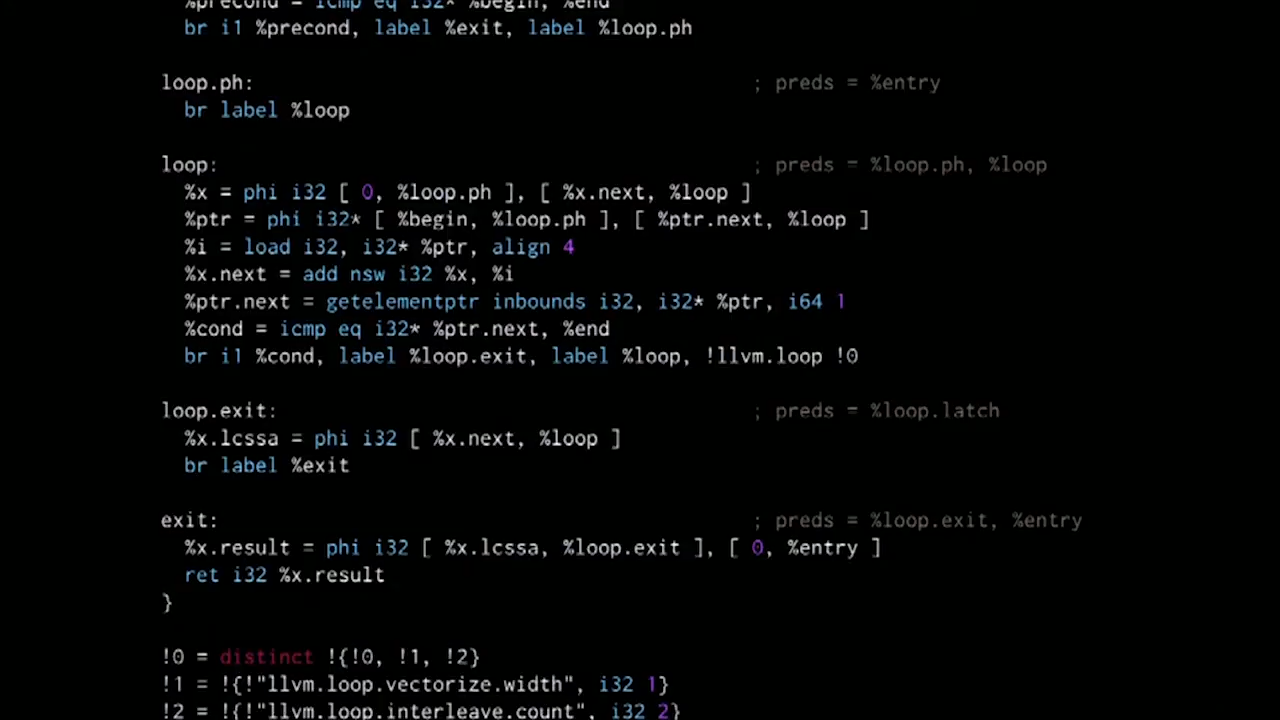 %precond = icmp eq i32* %begin, %end
br i1 %precond, label %exit, label %loop.ph
loop.ph: ; preds = %entry
br label %loop
loop: ; preds = %loop.ph, %loop
%x = phi i32 [ 0, %loop.ph ], [ %x.next, %loop ]
%ptr = phi i32* [ %begin, %loop.ph ], [ %ptr.next, %loop ]
%i = load i32, i32* %ptr, align 4
%x.next = add nsw i32 %x, %i
%ptr.next = getelementptr inbounds i32, i32* %ptr, i64 1
%cond = icmp eq i32* %ptr.next, %end
br i1 %cond, label %loop.exit, label %loop, !llvm.loop !0
loop.exit: ; preds = %loop.latch
%x.lcssa = phi i32 [ %x.next, %loop ]
br label %exit
exit: ; preds = %loop.exit, %entry
%x.result = phi i32 [ %x.lcssa, %loop.exit ], [ 0, %entry ]
ret i32 %x.result
}
!0 = distinct !{!0, !1, !2}
!1 = !{!"llvm.loop.vectorize.width", i32 1}
!2 = !{!"llvm.loop.interleave.count", i32 2}